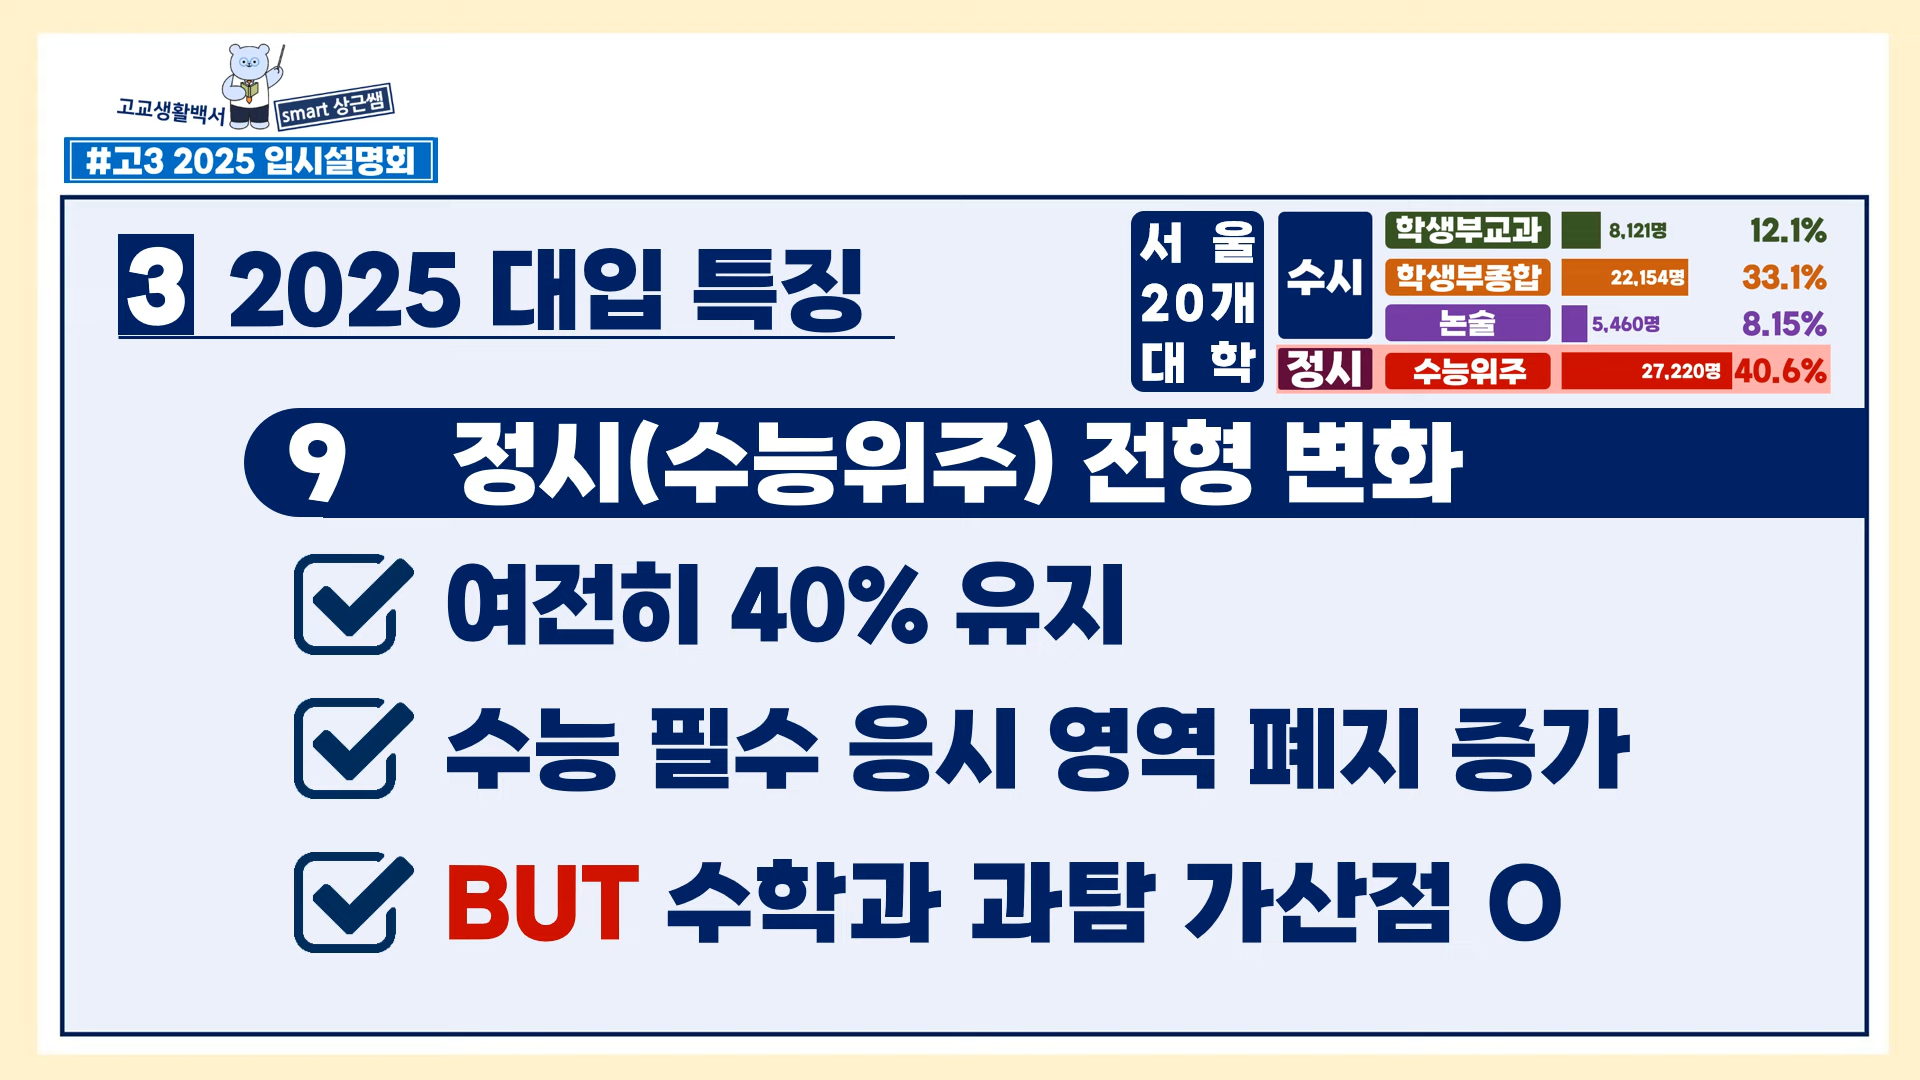 고교생활백서
smart 상근쌤
#고3 2025 입시설명회
3 2025 대입 특징
서울
20개
대학
수시
학생부교과 8,121명 12.1%
학생부종합 22,154명 33.1%
논술 5,460명 8.15%
정시 수능위주 27,220명 40.6%
9 정시(수능위주) 전형 변화
여전히 40% 유지
수능 필수 응시 영역 폐지 증가
BUT 수학과 과탐 가산점 O